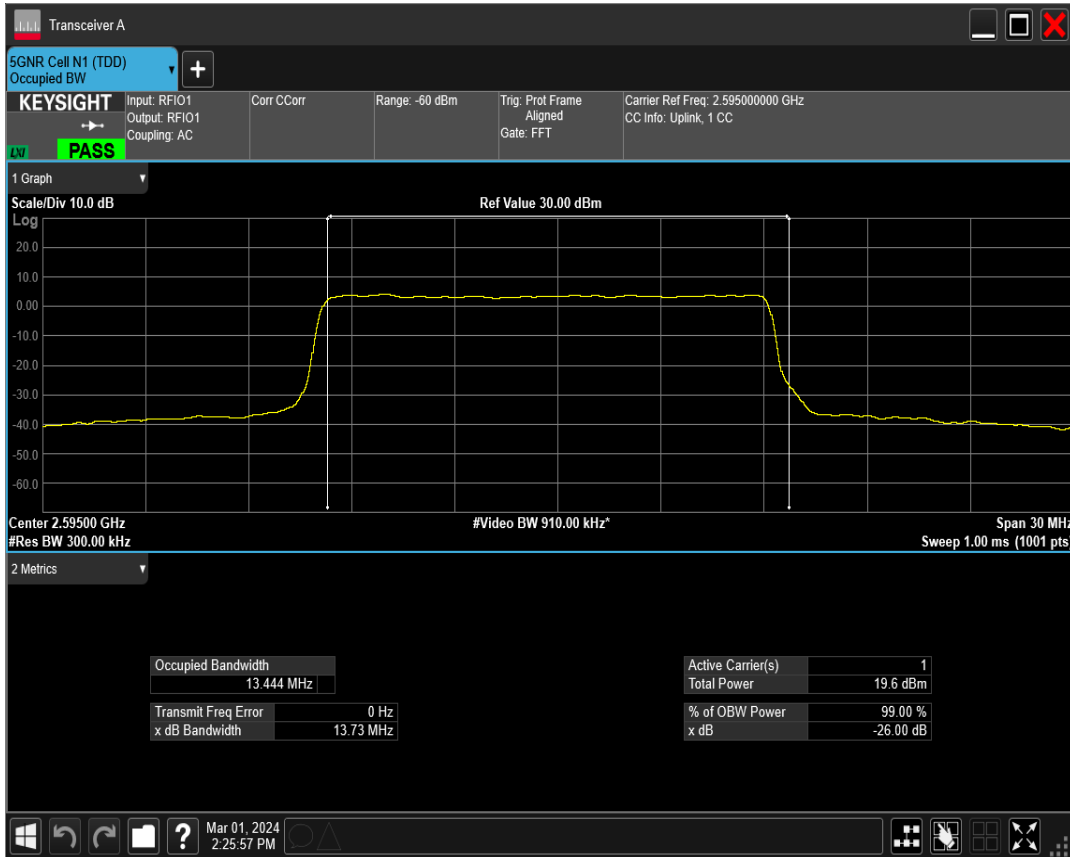 Transceiver A
5GNR Cell N1 (TDD)
Occupied BW
KEYSIGHT
LXI
PASS
Input: RFIO1
Output: RFIO1
Coupling: AC
Corr CCorr
Range: -60 dBm
Trig: Prot Frame
Aligned
Gate: FFT
Carrier Ref Freq: 2.595000000 GHz
CC Info: Uplink, 1 CC
1 Graph
Scale/Div 10.0 dB
Ref Value 30.00 dBm
Log
20.0
10.0
0.00
-10.0
-20.0
-30.0
-40.0
-50.0
-60.0
Center 2.59500 GHz
#Video BW 910.00 kHz*
Span 30 MHz
#Res BW 300.00 kHz
Sweep 1.00 ms (1001 pts)
2 Metrics
Occupied Bandwidth
13.444 MHz
Transmit Freq Error 0 Hz
x dB Bandwidth 13.73 MHz
Active Carrier(s) 1
Total Power 19.6 dBm
% of OBW Power 99.00 %
x dB -26.00 dB
?
Mar 01, 2024
2:25:57 PM